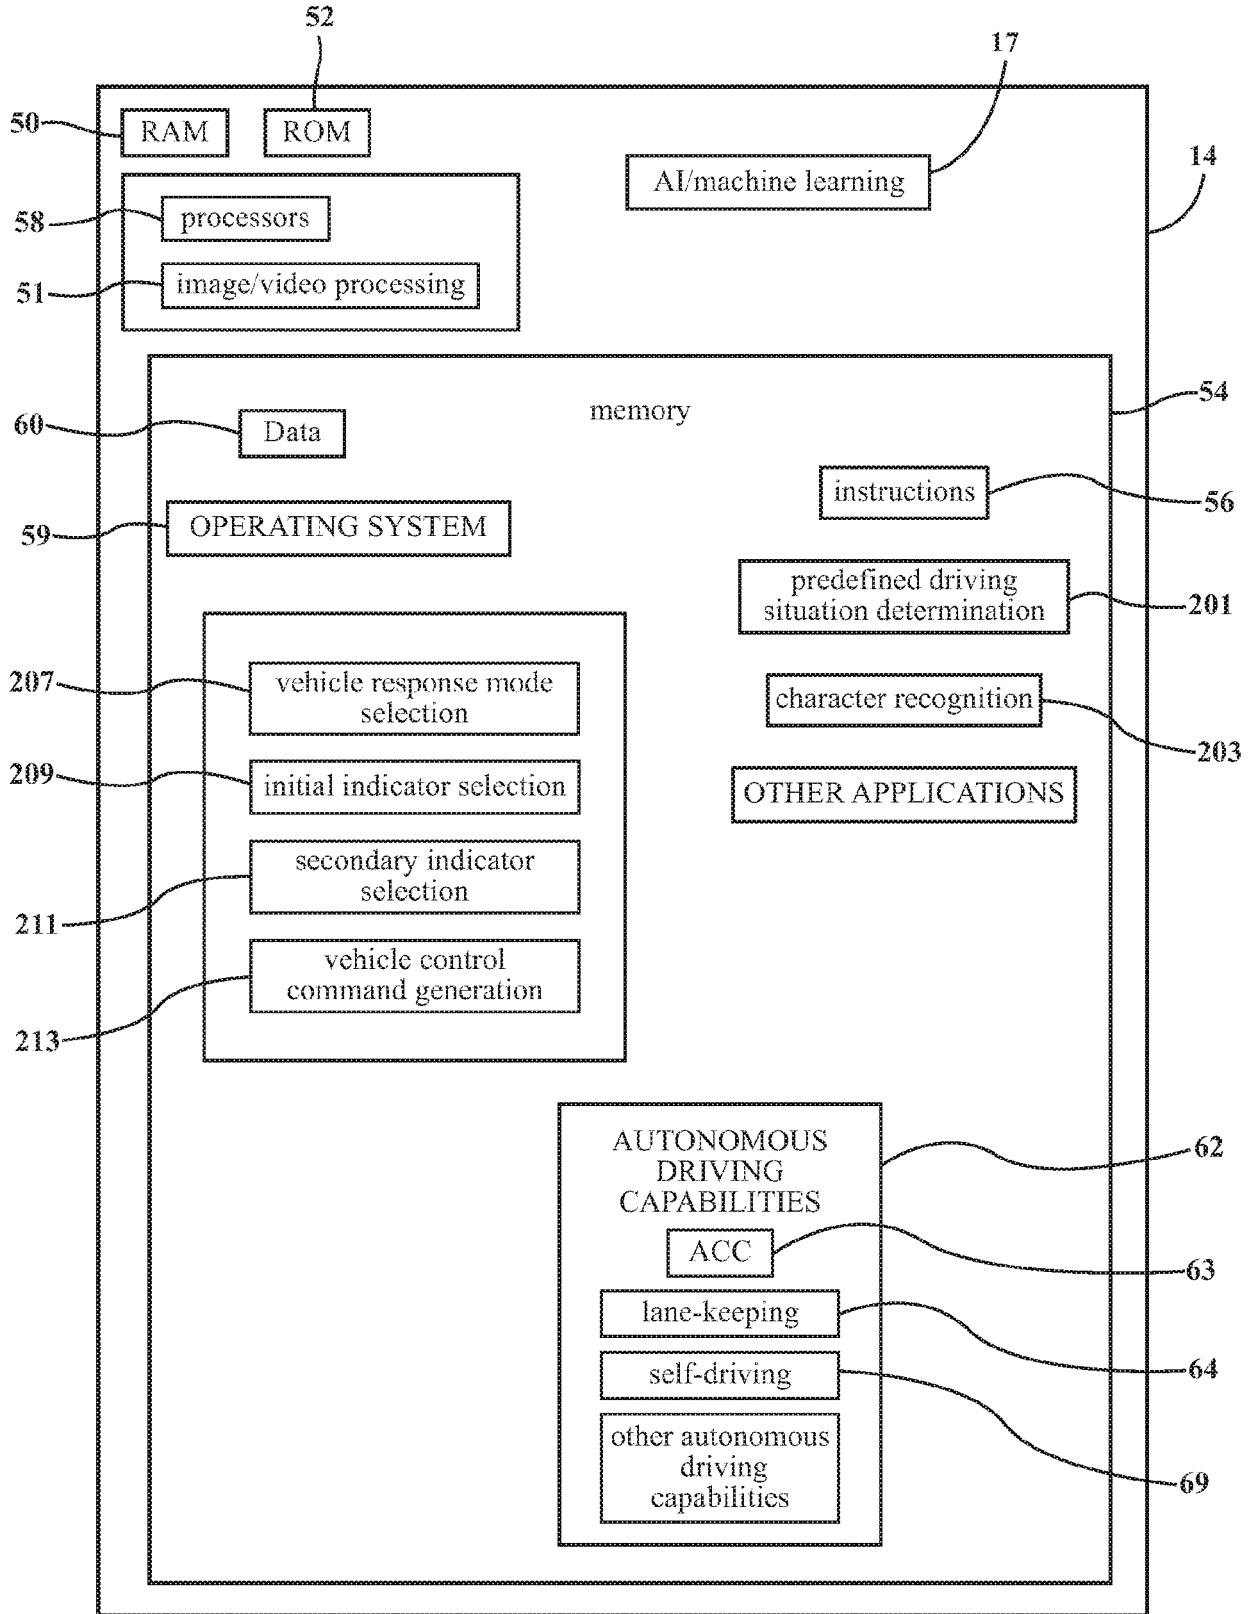 52
17
50
RAM
ROM
AI/machine learning
14
58
processors
51
image/video processing
54
60
Data
memory
instructions
56
59
OPERATING SYSTEM
predefined driving
situation determination
201
207
vehicle response mode
selection
character recognition
203
209
initial indicator selection
OTHER APPLICATIONS
secondary indicator
selection
211
vehicle control
command generation
213
AUTONOMOUS
DRIVING
CAPABILITIES
62
ACC
63
lane-keeping
64
self-driving
69
other autonomous
driving
capabilities